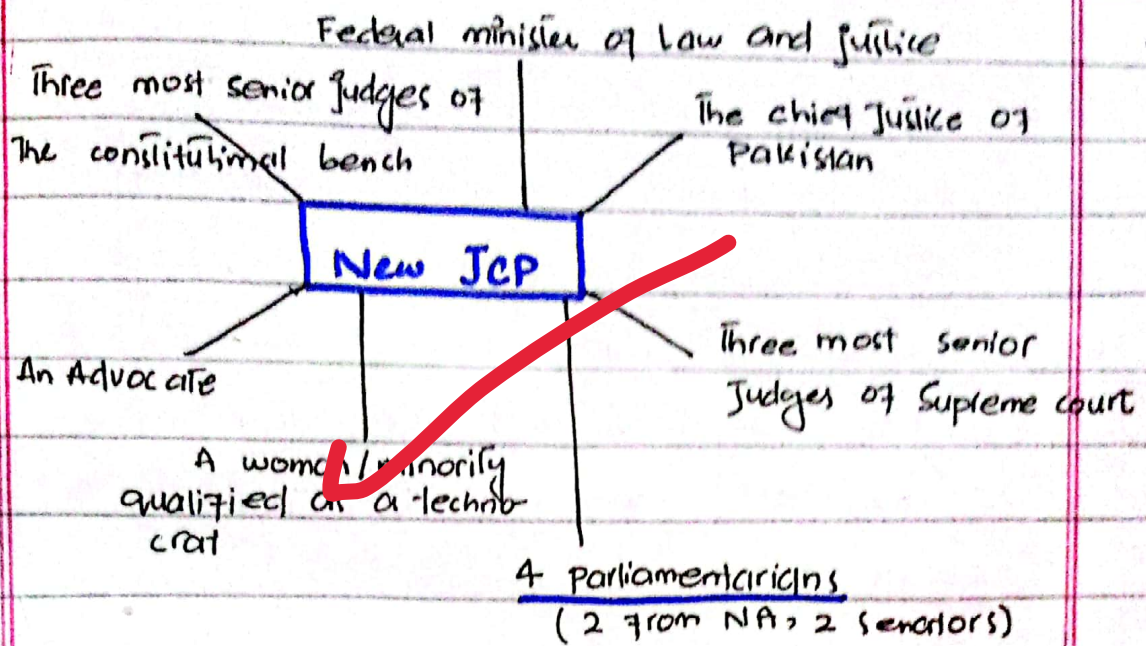 Federal minister of Law and justice
Three most senior judges of
The constitutional bench
The chief Justice of
Pakistan
New JCP
Three most senior
Judges of Supreme court
An Advocate
A woman/minority
qualified as a techno-
crat
4 parliamentarians
(2 from NA, 2 Senators)